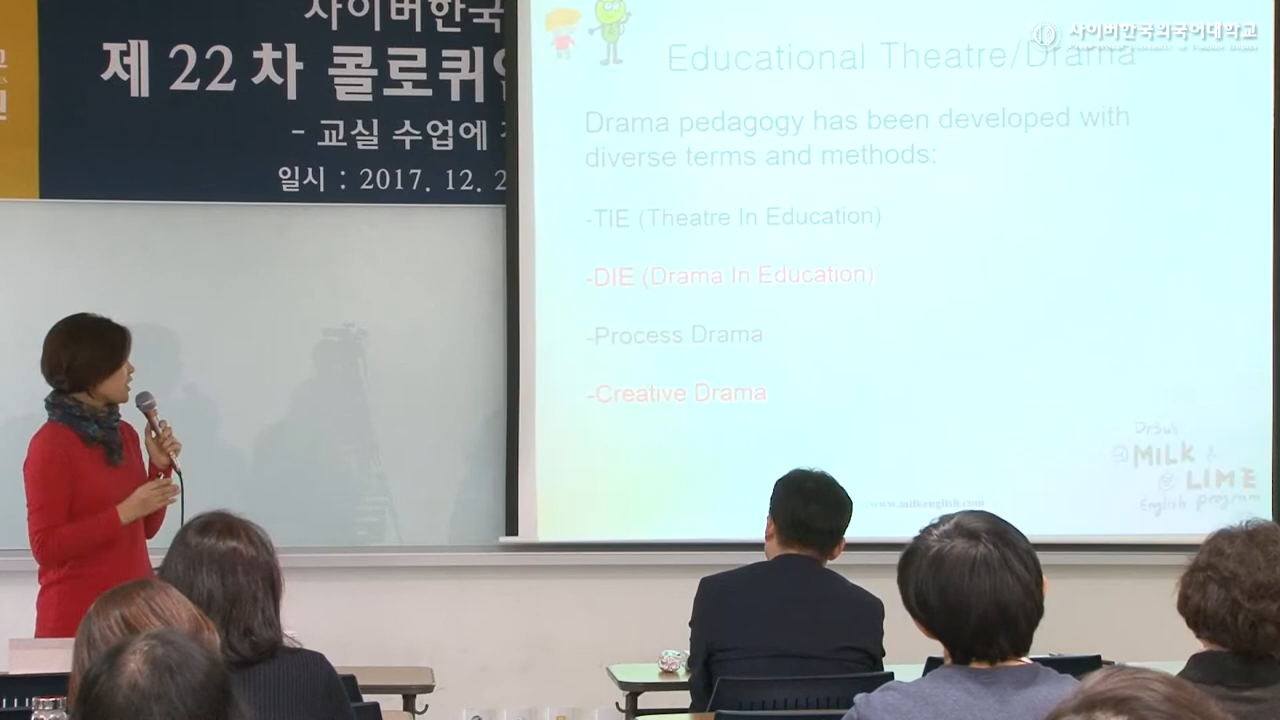 사이버한국
제 22 차 콜로퀴
- 교실 수업에
일시 : 2017. 12. 2
사이버한국외국어대학교
Educational Theatre/Drama
Drama pedagogy has been developed with
diverse terms and methods:
-TIE (Theatre In Education)
-DIE (Drama In Education)
-Process Drama
-Creative Drama
DrSu's
MILK &
LIME
English program
www.milkenglish.com